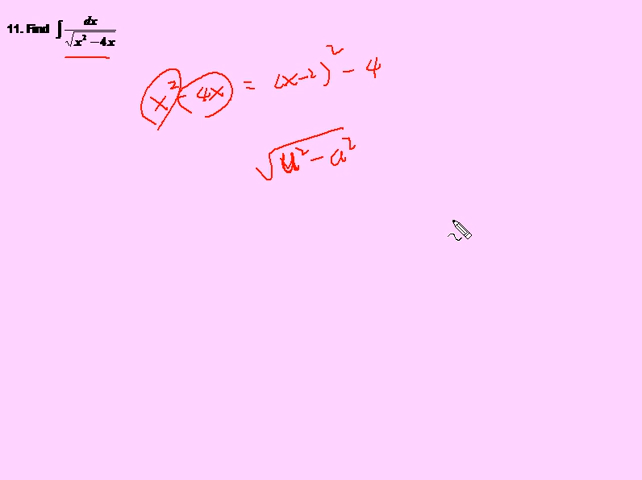 11. Find ∫ dx / √(x² − 4x)
x² − 4x = (x−2)² − 4
√(u² − a²)